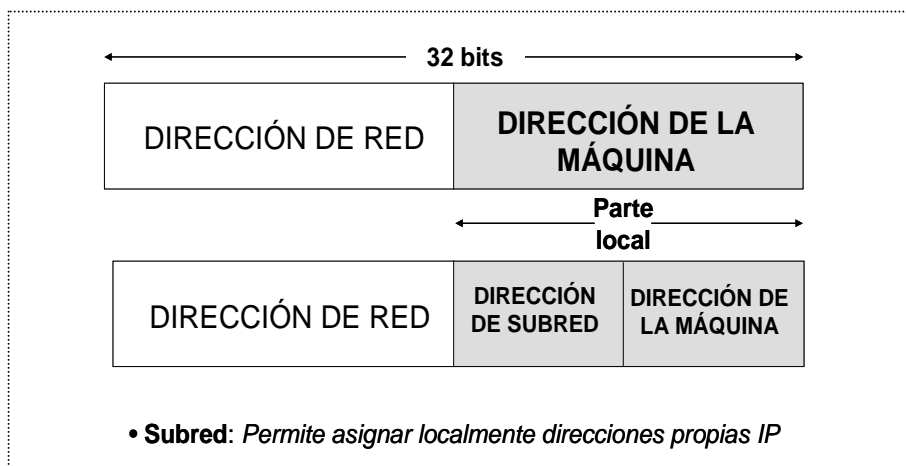 32 bits
DIRECCIÓN DE RED
DIRECCIÓN DE LA
MÁQUINA
Parte
local
DIRECCIÓN DE RED
DIRECCIÓN
DE SUBRED
DIRECCIÓN DE
LA MÁQUINA
• Subred: Permite asignar localmente direcciones propias IP